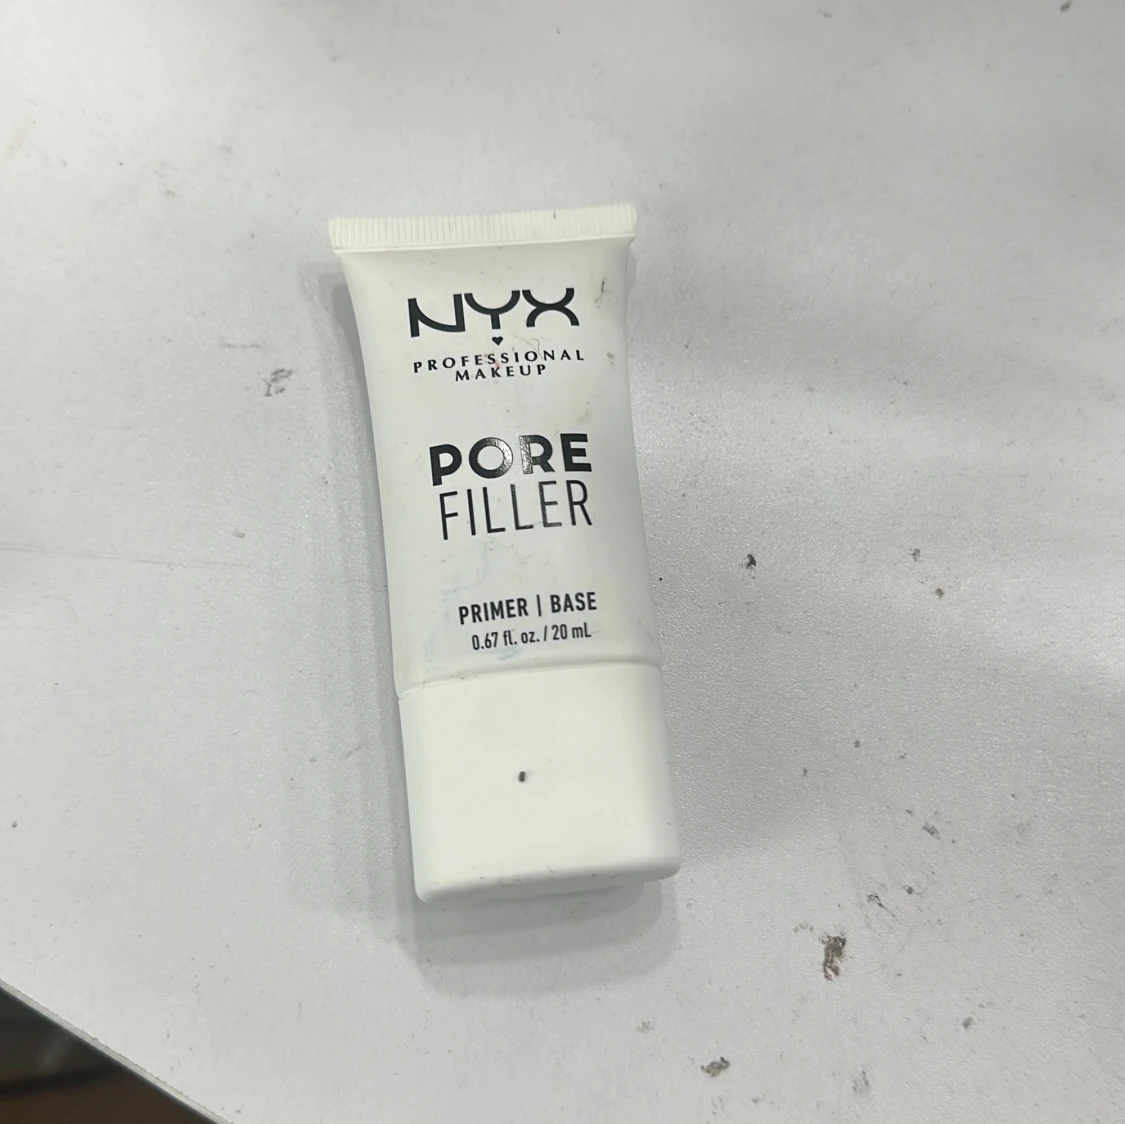 NYX
PROFESSIONAL
MAKEUP
PORE
FILLER
PRIMER | BASE
0.67 fl. oz. / 20 mL